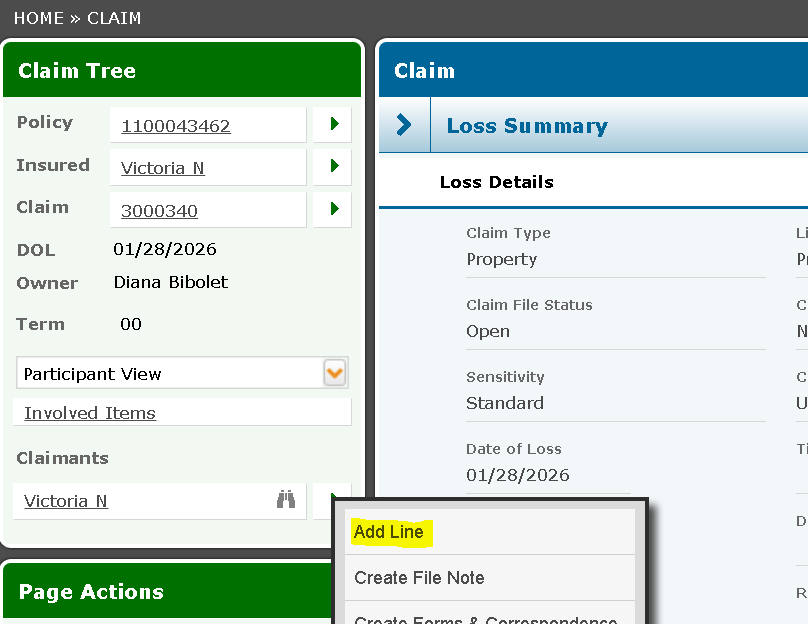 HOME » CLAIM
Claim Tree
Policy 1100043462
Insured Victoria N
Claim 3000340
DOL 01/28/2026
Owner Diana Bibolet
Term 00
Participant View
Involved Items
Claimants
Victoria N
Page Actions
Claim
Loss Summary
Loss Details
Claim Type
Property
Claim File Status
Open
Sensitivity
Standard
Date of Loss
01/28/2026
Add Line
Create File Note
Create Forms & Correspondence